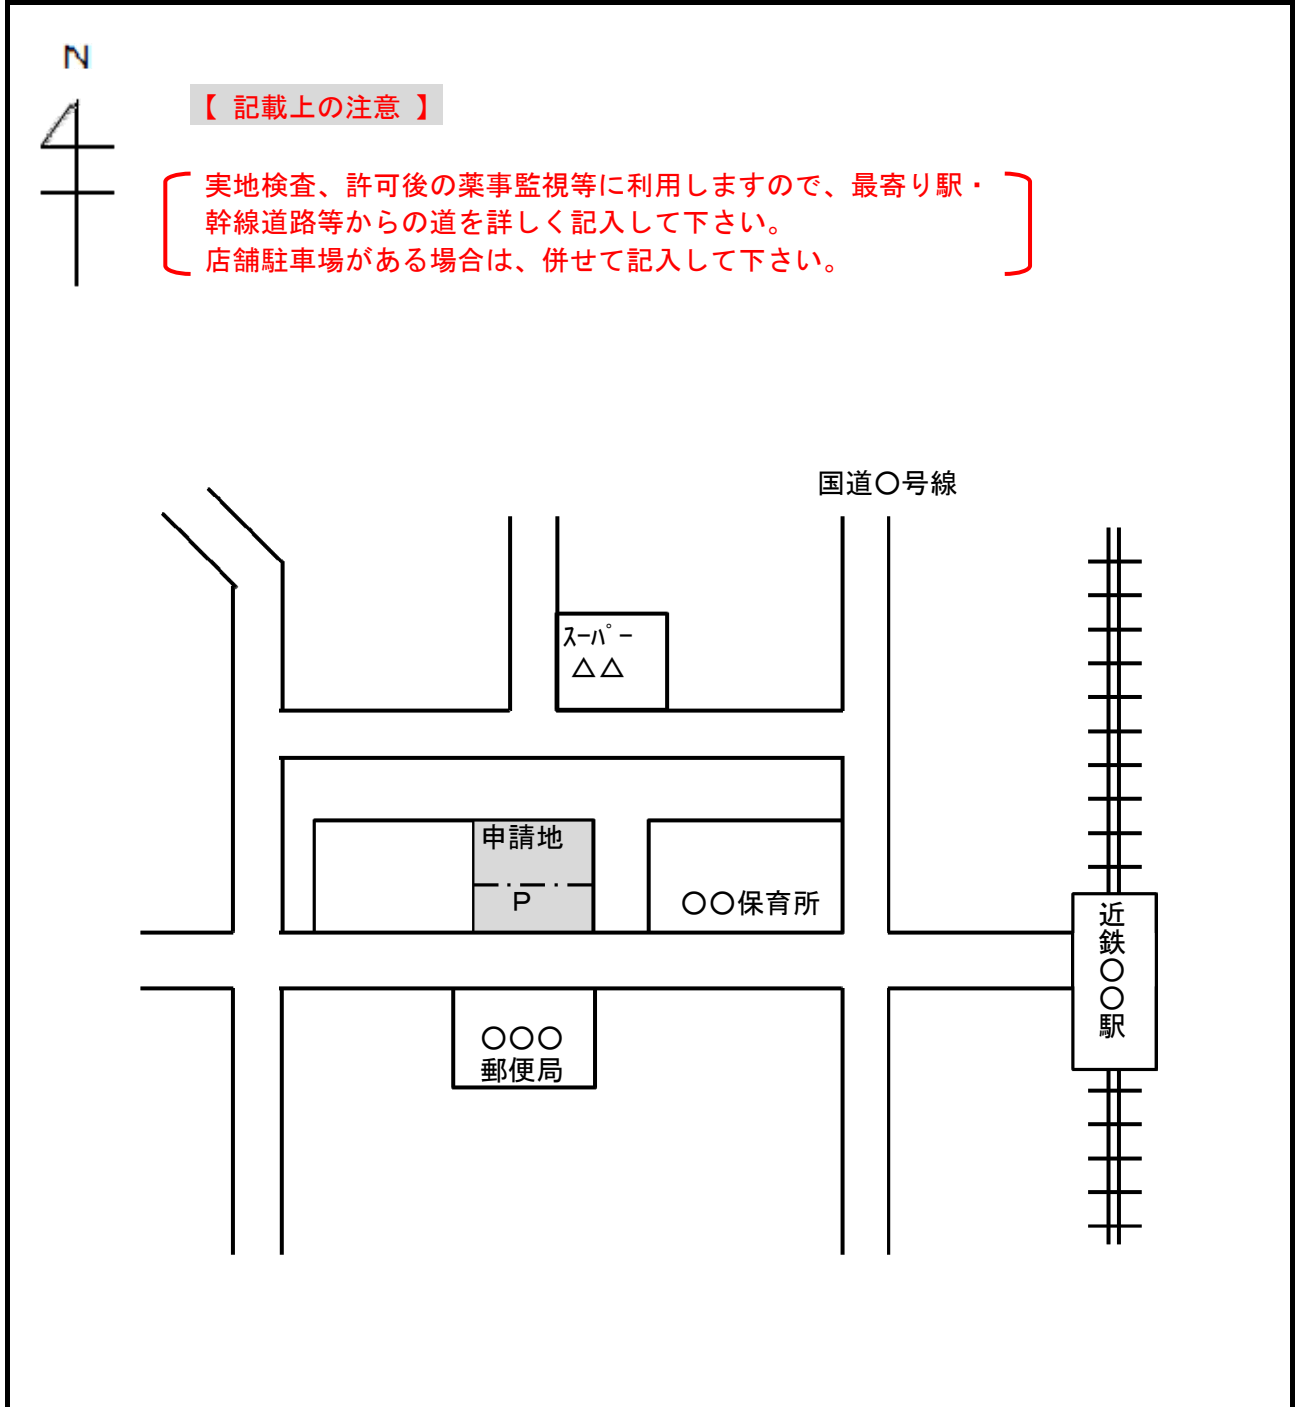 N
【 記載上の注意 】
実地検査、許可後の薬事監視等に利用しますので、最寄り駅・
幹線道路等からの道を詳しく記入して下さい。
店舗駐車場がある場合は、併せて記入して下さい。
国道〇号線
ｽｰﾊﾟｰ
△△
申請地
P
〇〇保育所
近鉄〇〇駅
〇〇〇
郵便局